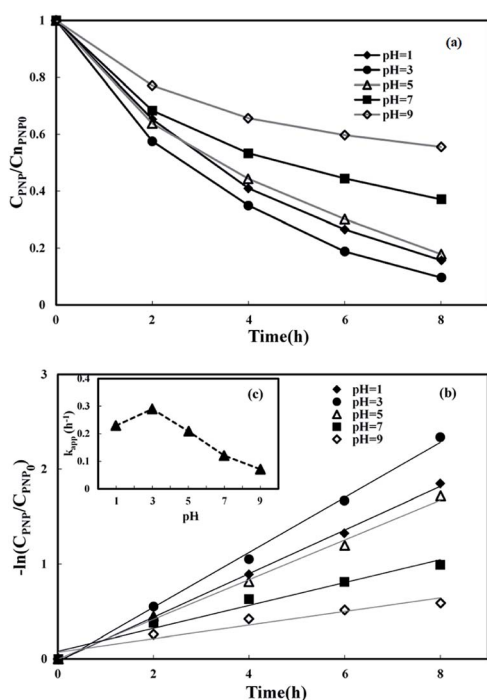 (a)
pH=1
pH=3
pH=5
pH=7
pH=9
C_PNP/Cn_PNP0
1
0.8
0.6
0.4
0.2
0
0 2 4 6 8
Time(h)
(b)
pH=1
pH=3
pH=5
pH=7
pH=9
-ln(C_PNP/C_PNP0)
3
2
1
0
0 2 4 6 8
Time(h)
(c)
k_app (h⁻¹)
0.4
0.3
0.2
0.1
0
1 3 5 7 9
pH